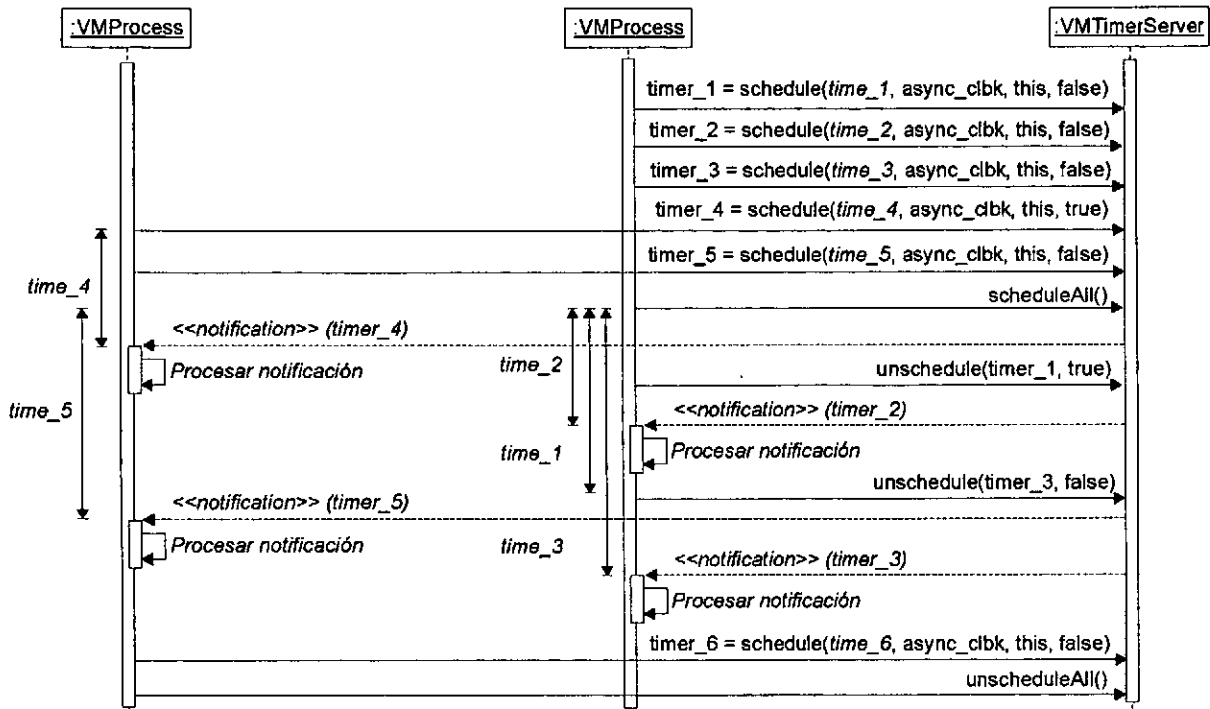 :VMProcess
:VMProcess
:VMTimerServer
timer_1 = schedule(time_1, async_clbk, this, false)
timer_2 = schedule(time_2, async_clbk, this, false)
timer_3 = schedule(time_3, async_clbk, this, false)
timer_4 = schedule(time_4, async_clbk, this, true)
timer_5 = schedule(time_5, async_clbk, this, false)
time_4
scheduleAll()
<<notification>> (timer_4)
Procesar notificación
time_2
unschedule(timer_1, true)
time_5
<<notification>> (timer_2)
Procesar notificación
time_1
unschedule(timer_3, false)
<<notification>> (timer_5)
Procesar notificación
time_3
<<notification>> (timer_3)
Procesar notificación
timer_6 = schedule(time_6, async_clbk, this, false)
unscheduleAll()